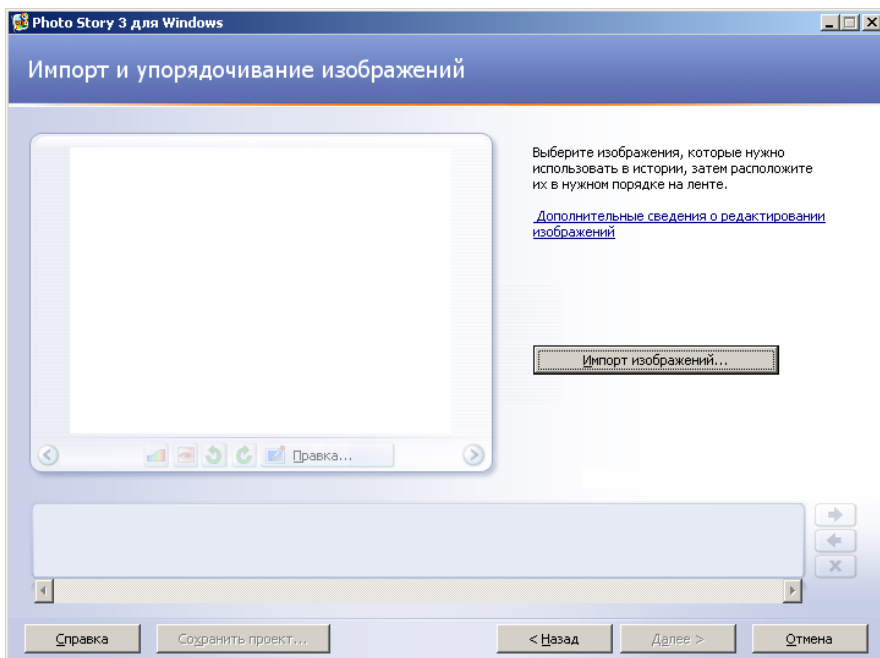 Photo Story 3 для Windows
Импорт и упорядочивание изображений
Выберите изображения, которые нужно
использовать в истории, затем расположите
их в нужном порядке на ленте.
Дополнительные сведения о редактировании
изображений
Импорт изображений...
Правка...
Справка
Сохранить проект...
< Назад
Далее >
Отмена